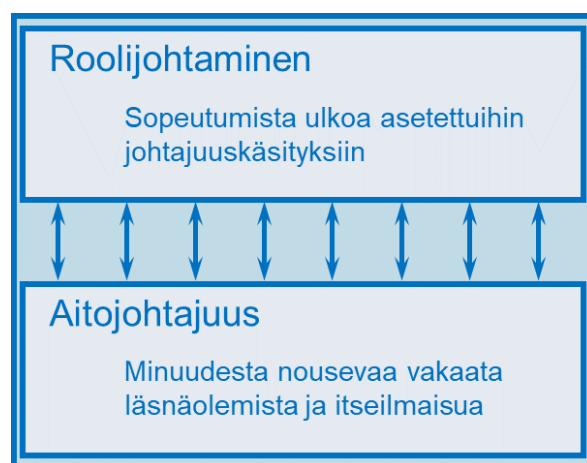 Roolijohtaminen
Sopeutumista ulkoa asetettuihin
johtajuuskäsityksiin
Aitojohtajuus
Minuudesta nousevaa vakaata
läsnäolemista ja itseilmaisua